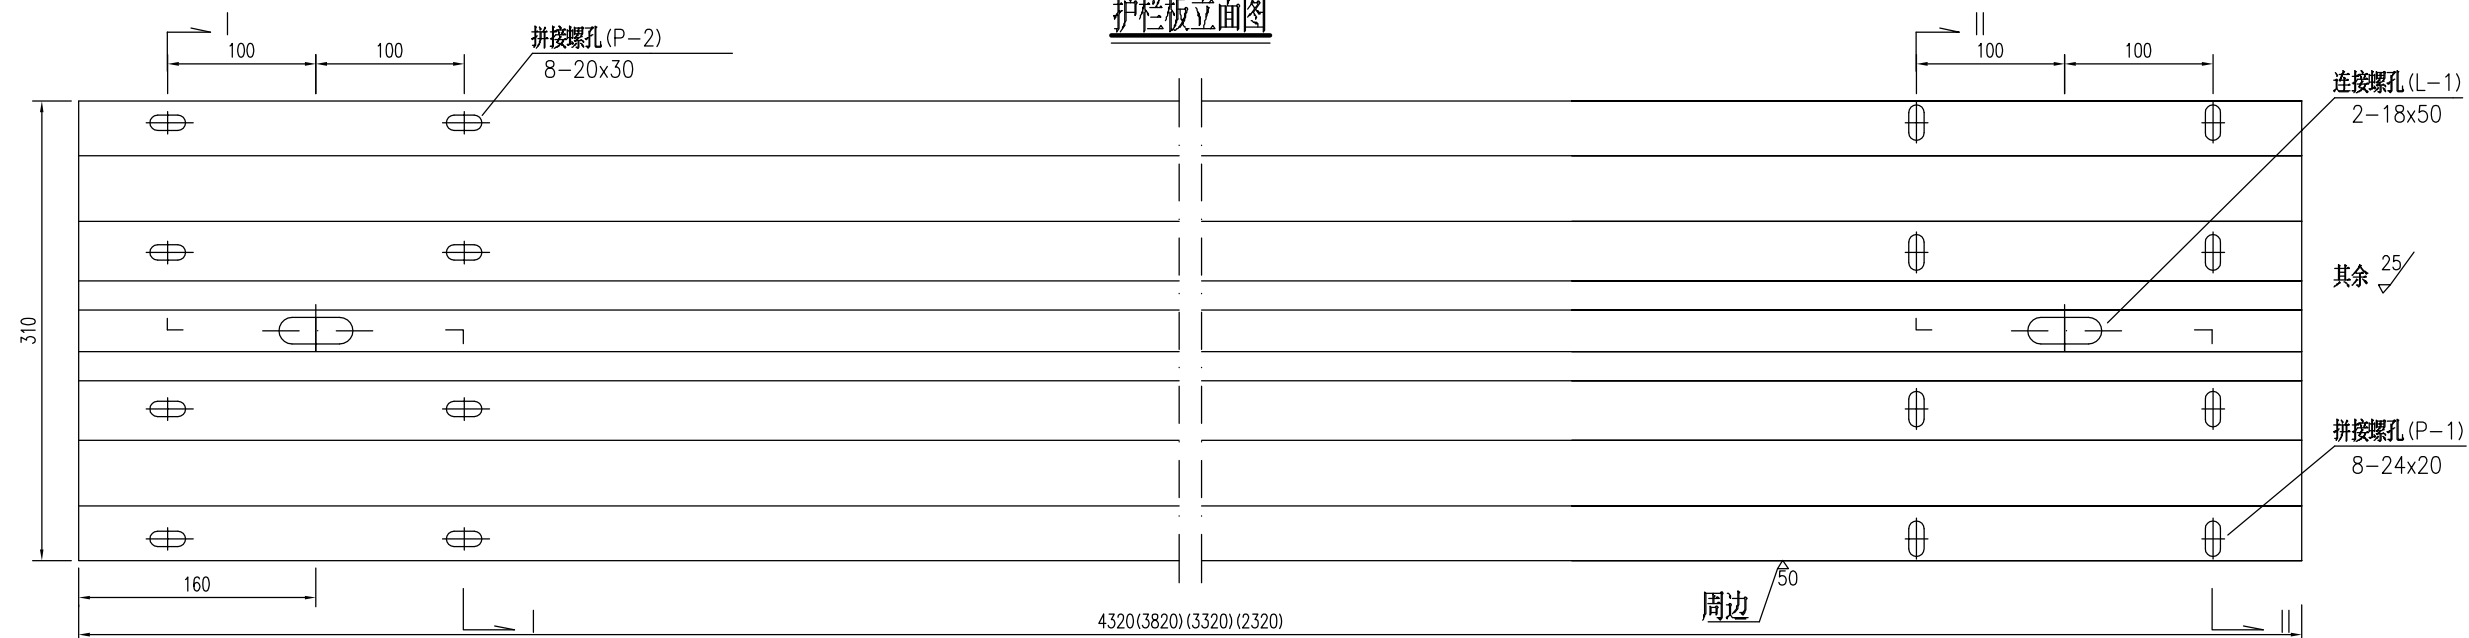 护栏板立面图
I
II
100
100
拼接螺孔(P-2)
8-20x30
100
100
连接螺孔(L-1)
2-18x50
其余 25
310
拼接螺孔(P-1)
8-24x20
160
50
周边
I
4320(3820)(3320)(2320)
II